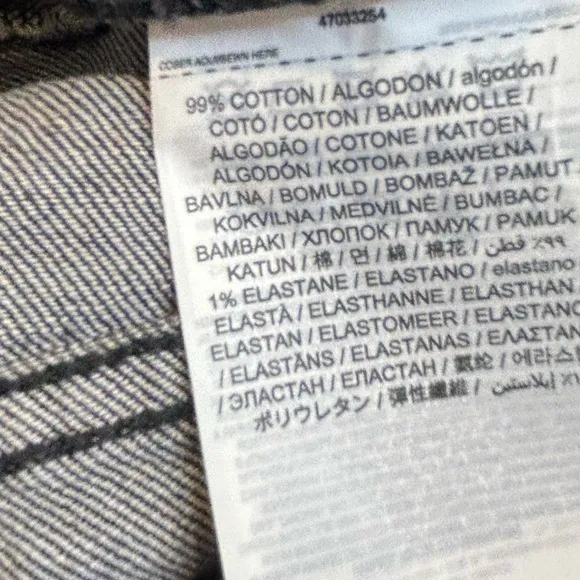 47033254
99% COTTON / ALGODON / algodón /
COTÓ / COTON / BAUMWOLLE /
ALGODÃO / COTONE / KATOEN /
ALGODÓN / KOTOIA / BAWEŁNA /
BAVLNA / BOMULD / BOMBAŽ / PAMUT
KOKVILNA / MEDVILNĖ / BUMBAC /
BAMBAKI / ХЛОПОК / ПАМУК / PAMUK
KATUN / 棉 / 면 / 綿 / 棉花 / قطن ٪٩٩
1% ELASTANE / ELASTANO / elastano
ELASTÀ / ELASTHANNE / ELASTHAN
ELASTAN / ELASTOMEER / ELASTANO
/ ELASTĀNS / ELASTANAS / ΕΛΑΣΤΑΝ
/ ЭЛАСТАН / ЕЛАСТАН / 氨纶 / 에라스
ポリウレタン / 彈性纖維 / إيلاستين ٪١